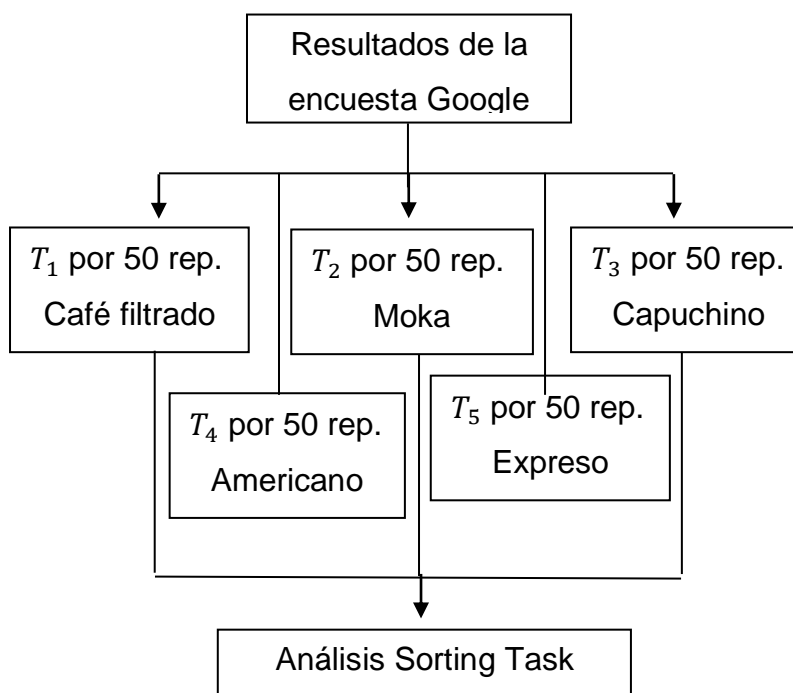 Resultados de la
encuesta Google
T₁ por 50 rep.
Café filtrado
T₂ por 50 rep.
Moka
T₃ por 50 rep.
Capuchino
T₄ por 50 rep.
Americano
T₅ por 50 rep.
Expreso
Análisis Sorting Task